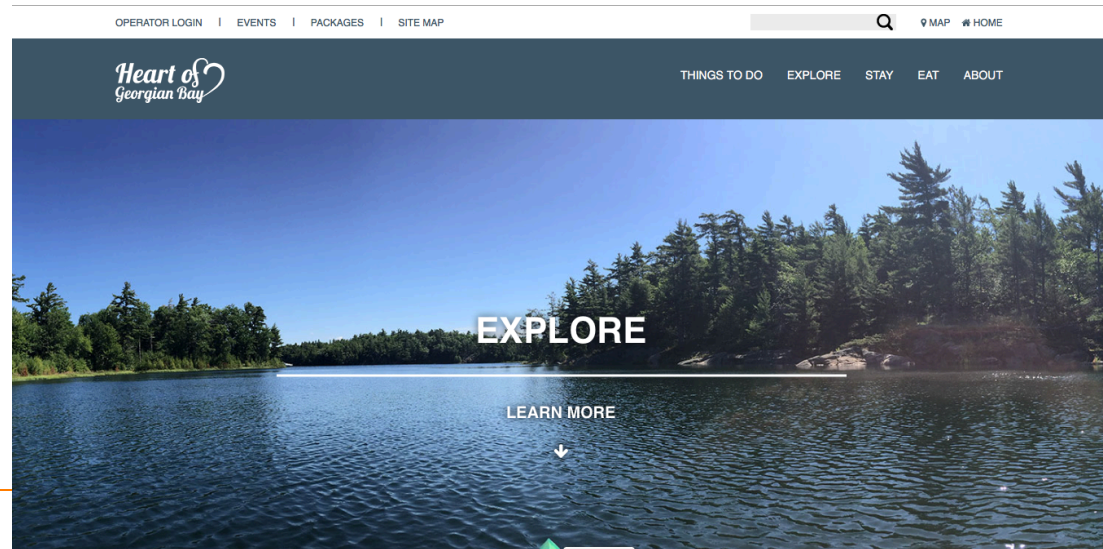 OPERATOR LOGIN | EVENTS | PACKAGES | SITE MAP
MAP HOME
Heart of
Georgian Bay
THINGS TO DO EXPLORE STAY EAT ABOUT
EXPLORE
LEARN MORE